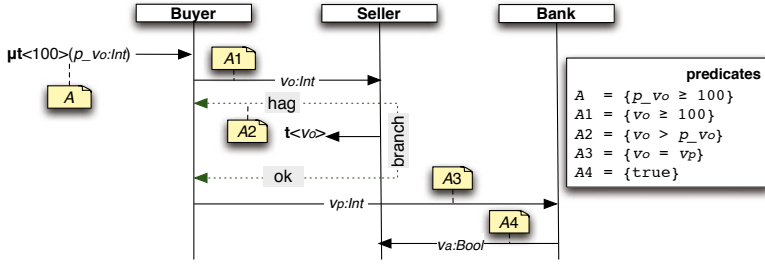 Buyer Seller Bank
μt<100>(p_vo:Int)
A1
A
vo:Int
predicates
A = {p_vo ≥ 100}
A1 = {vo ≥ 100}
A2 = {vo > p_vo}
A3 = {vo = vp}
A4 = {true}
hag
A2
t<vo>
branch
ok
A3
vp:Int
A4
va:Bool